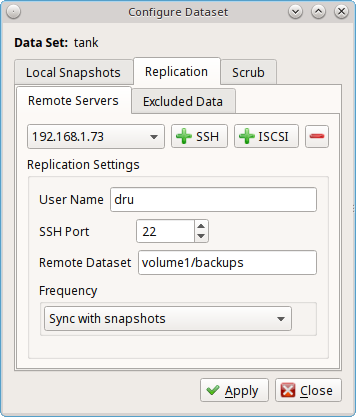 Configure Dataset
Data Set: tank
Local Snapshots Replication Scrub
Remote Servers Excluded Data
192.168.1.73 SSH ISCSI
Replication Settings
User Name dru
SSH Port 22
Remote Dataset volume1/backups
Frequency
Sync with snapshots
Apply Close